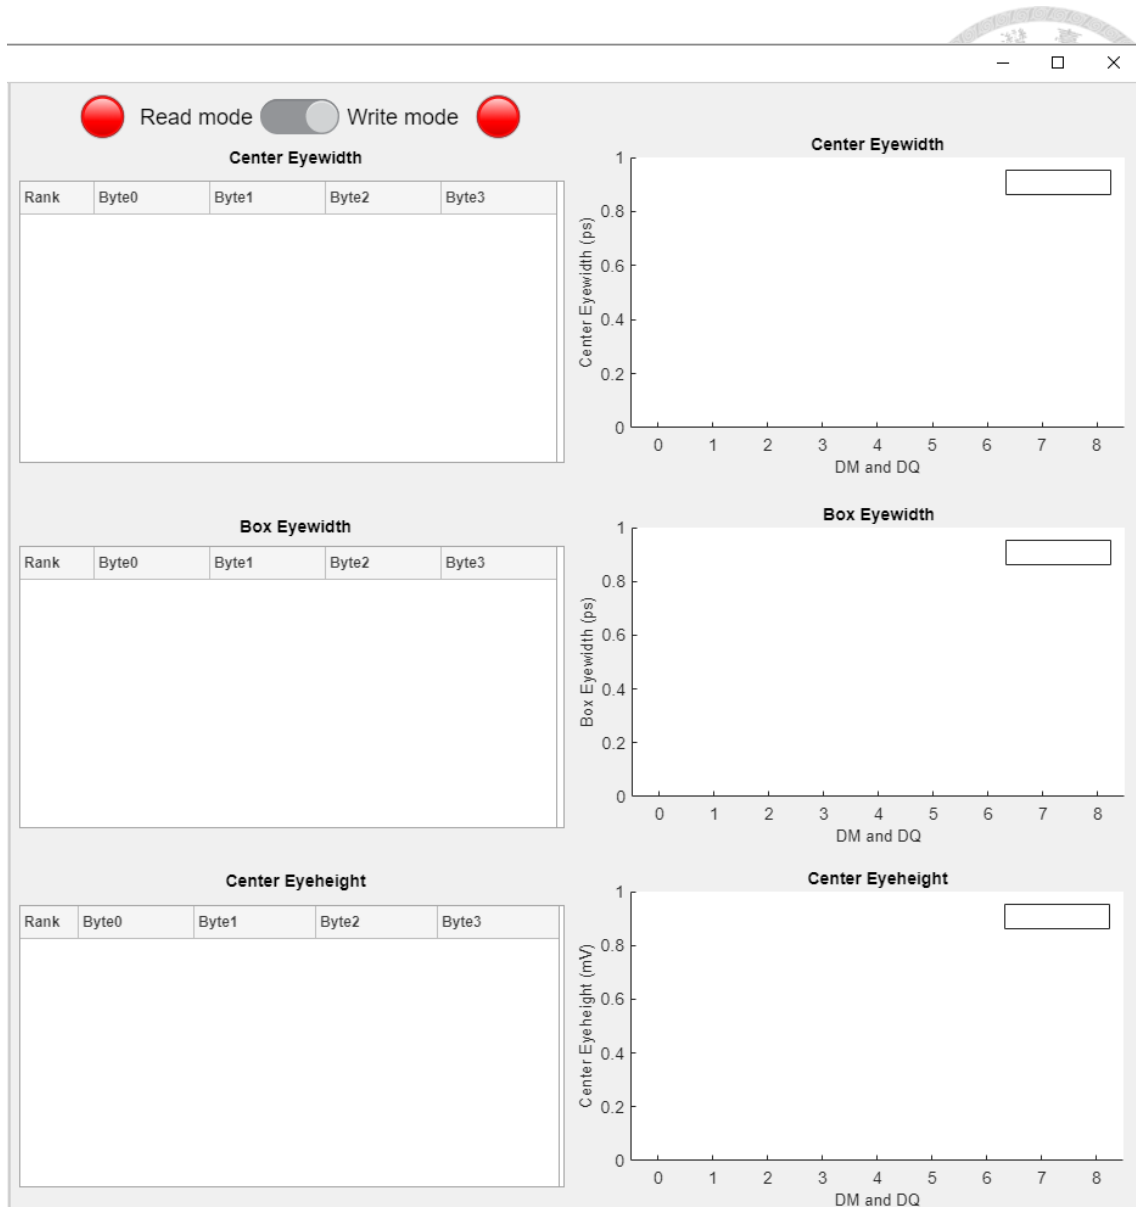 Read mode Write mode
Center Eyewidth
Rank Byte0 Byte1 Byte2 Byte3
Center Eyewidth
1
0.8
0.6
0.4
0.2
0
Center Eyewidth (ps)
0 1 2 3 4 5 6 7 8
DM and DQ
Box Eyewidth
Rank Byte0 Byte1 Byte2 Byte3
Box Eyewidth
1
0.8
0.6
0.4
0.2
0
Box Eyewidth (ps)
0 1 2 3 4 5 6 7 8
DM and DQ
Center Eyeheight
Rank Byte0 Byte1 Byte2 Byte3
Center Eyeheight
1
0.8
0.6
0.4
0.2
0
Center Eyeheight (mV)
0 1 2 3 4 5 6 7 8
DM and DQ